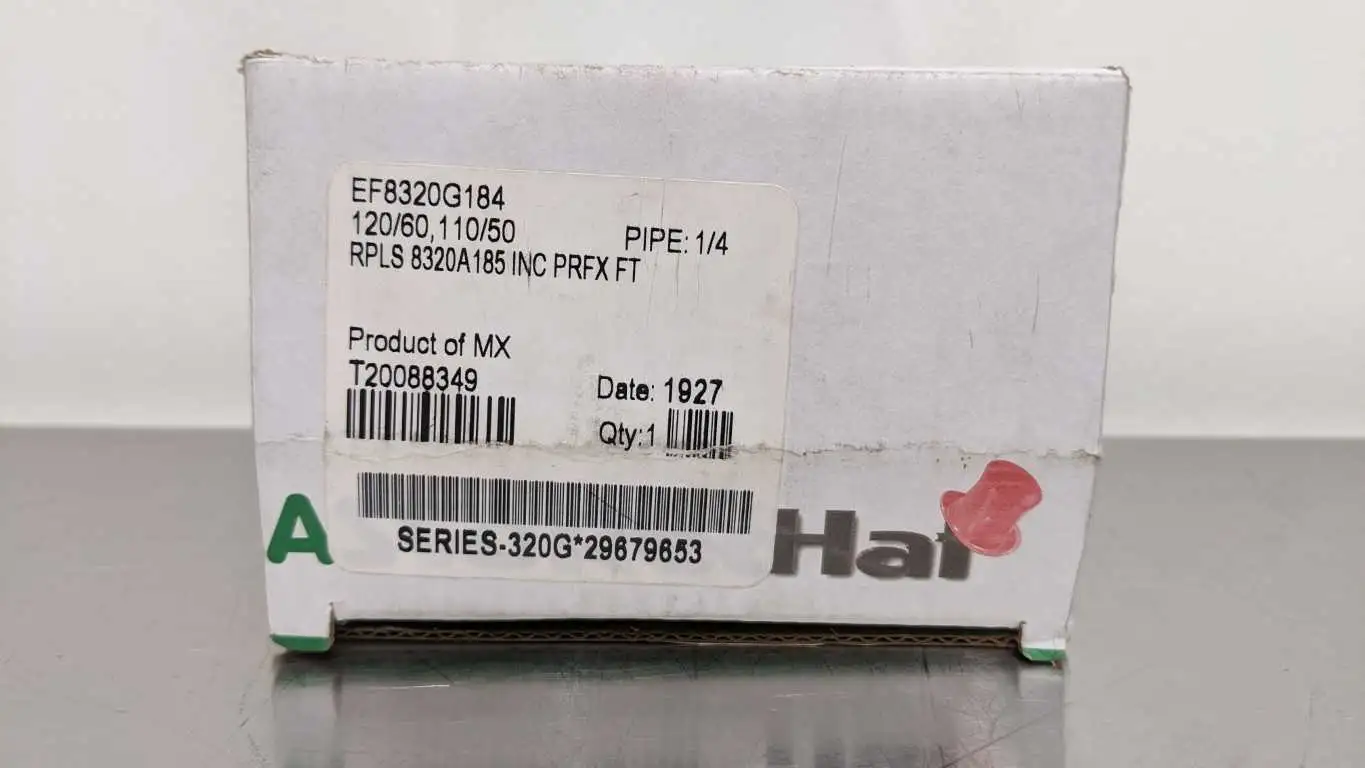 EF8320G184
120/60,110/50 PIPE: 1/4
RPLS 8320A185 INC PRFX FT
Product of MX
T20088349 Date: 1927
Qty:1
A Hat
SERIES-320G*29679653